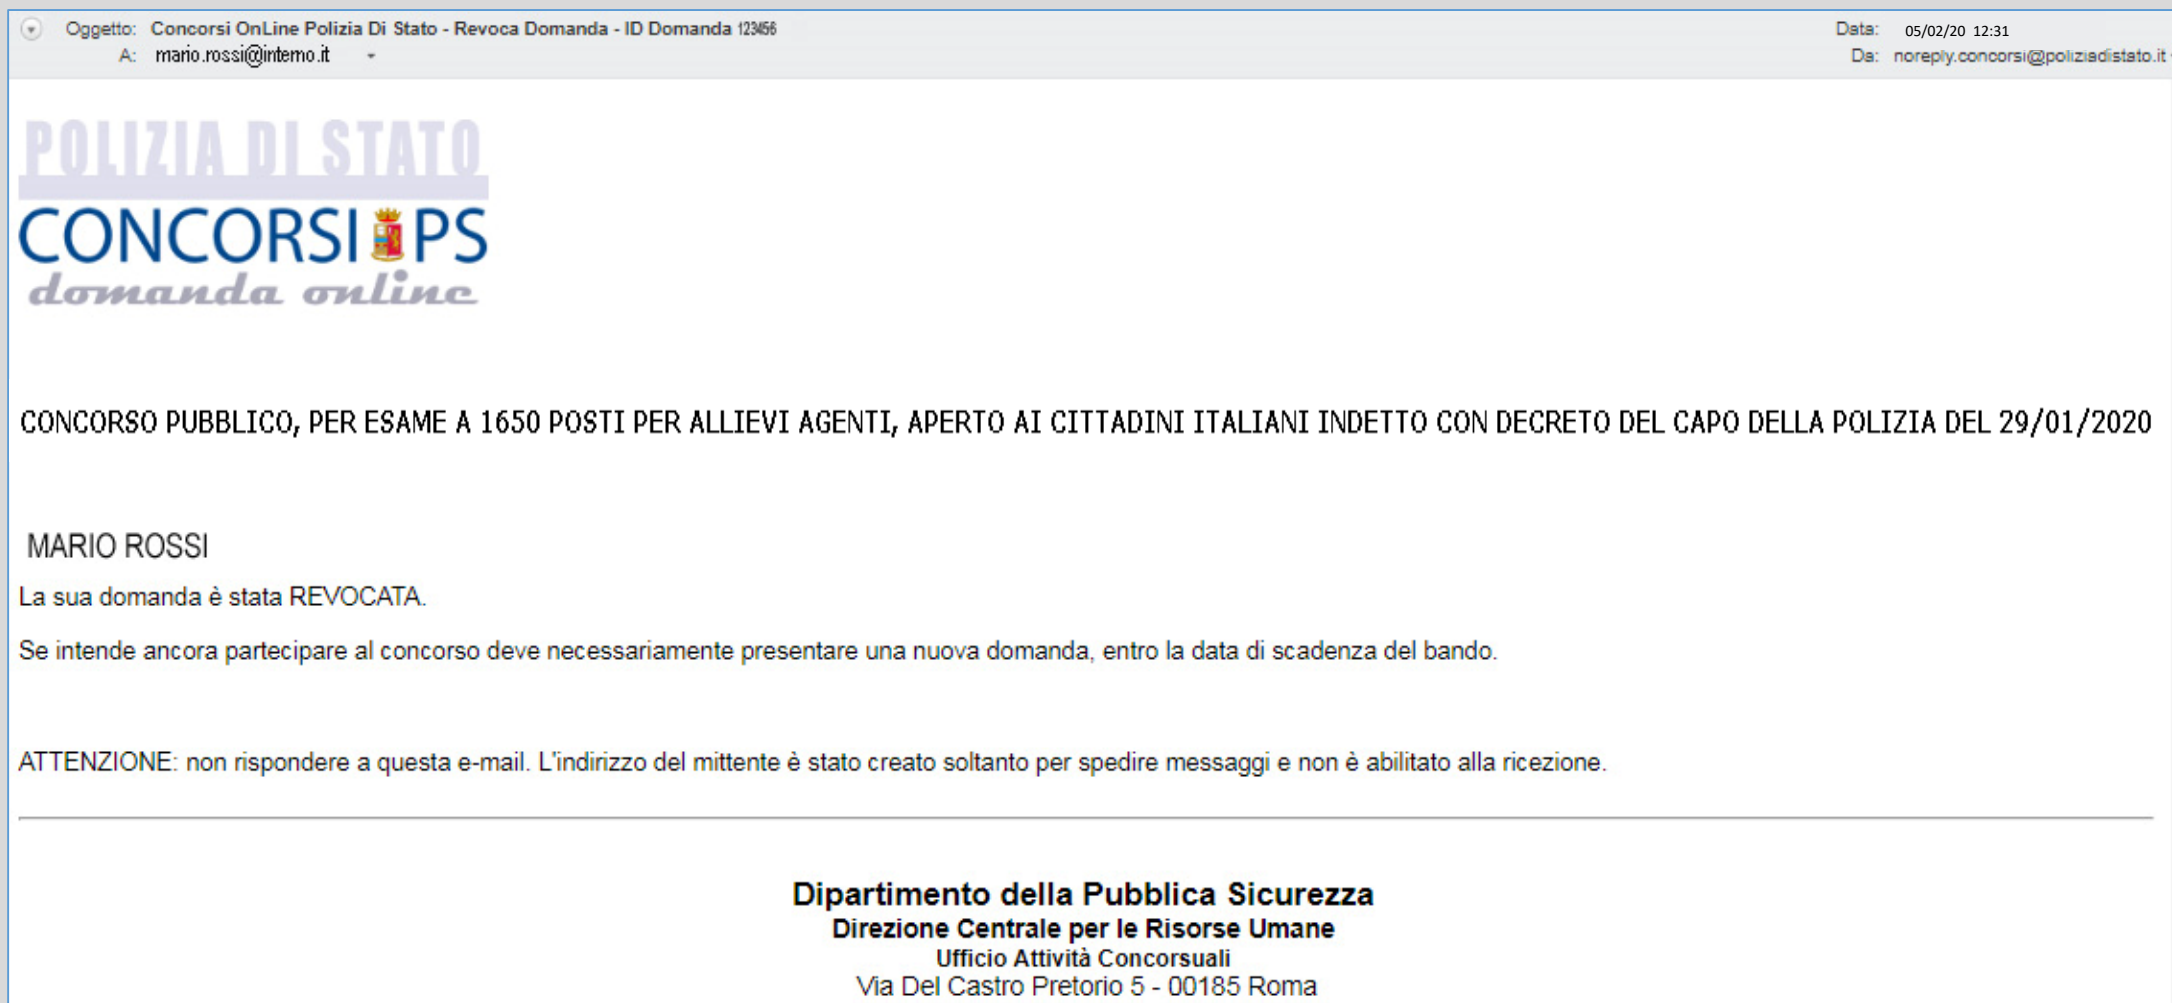 Oggetto: Concorsi OnLine Polizia Di Stato - Revoca Domanda - ID Domanda 123456
Data: 05/02/20 12:31
A: mario.rossi@interno.it
Da: noreply.concorsi@poliziadistato.it
POLIZIA DI STATO
CONCORSI PS
domanda online
CONCORSO PUBBLICO, PER ESAME A 1650 POSTI PER ALLIEVI AGENTI, APERTO AI CITTADINI ITALIANI INDETTO CON DECRETO DEL CAPO DELLA POLIZIA DEL 29/01/2020
MARIO ROSSI
La sua domanda è stata REVOCATA.
Se intende ancora partecipare al concorso deve necessariamente presentare una nuova domanda, entro la data di scadenza del bando.
ATTENZIONE: non rispondere a questa e-mail. L'indirizzo del mittente è stato creato soltanto per spedire messaggi e non è abilitato alla ricezione.
Dipartimento della Pubblica Sicurezza
Direzione Centrale per le Risorse Umane
Ufficio Attività Concorsuali
Via Del Castro Pretorio 5 - 00185 Roma